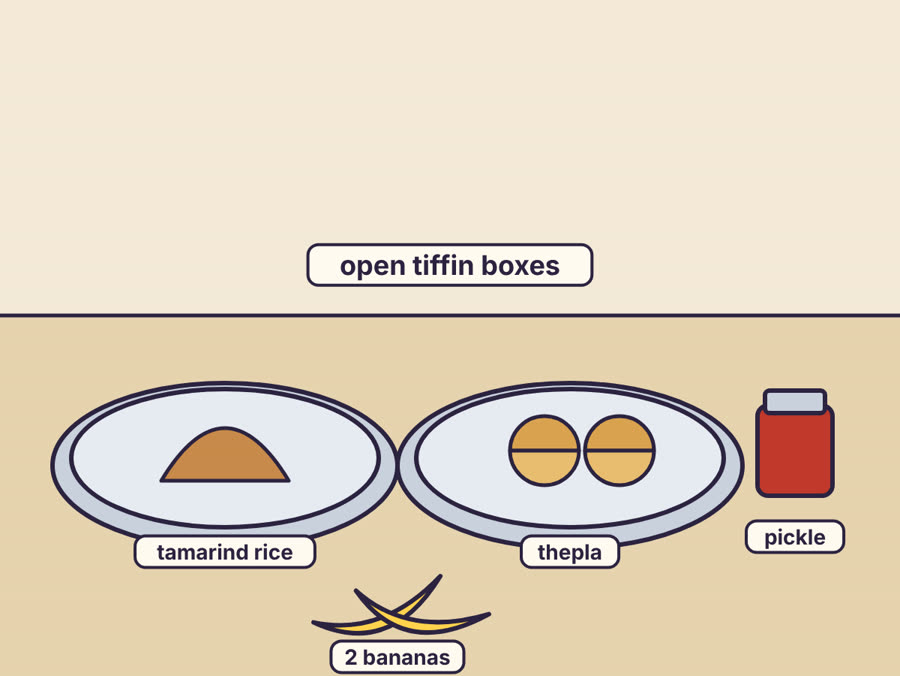 open tiffin boxes
tamarind rice
thepla
pickle
2 bananas